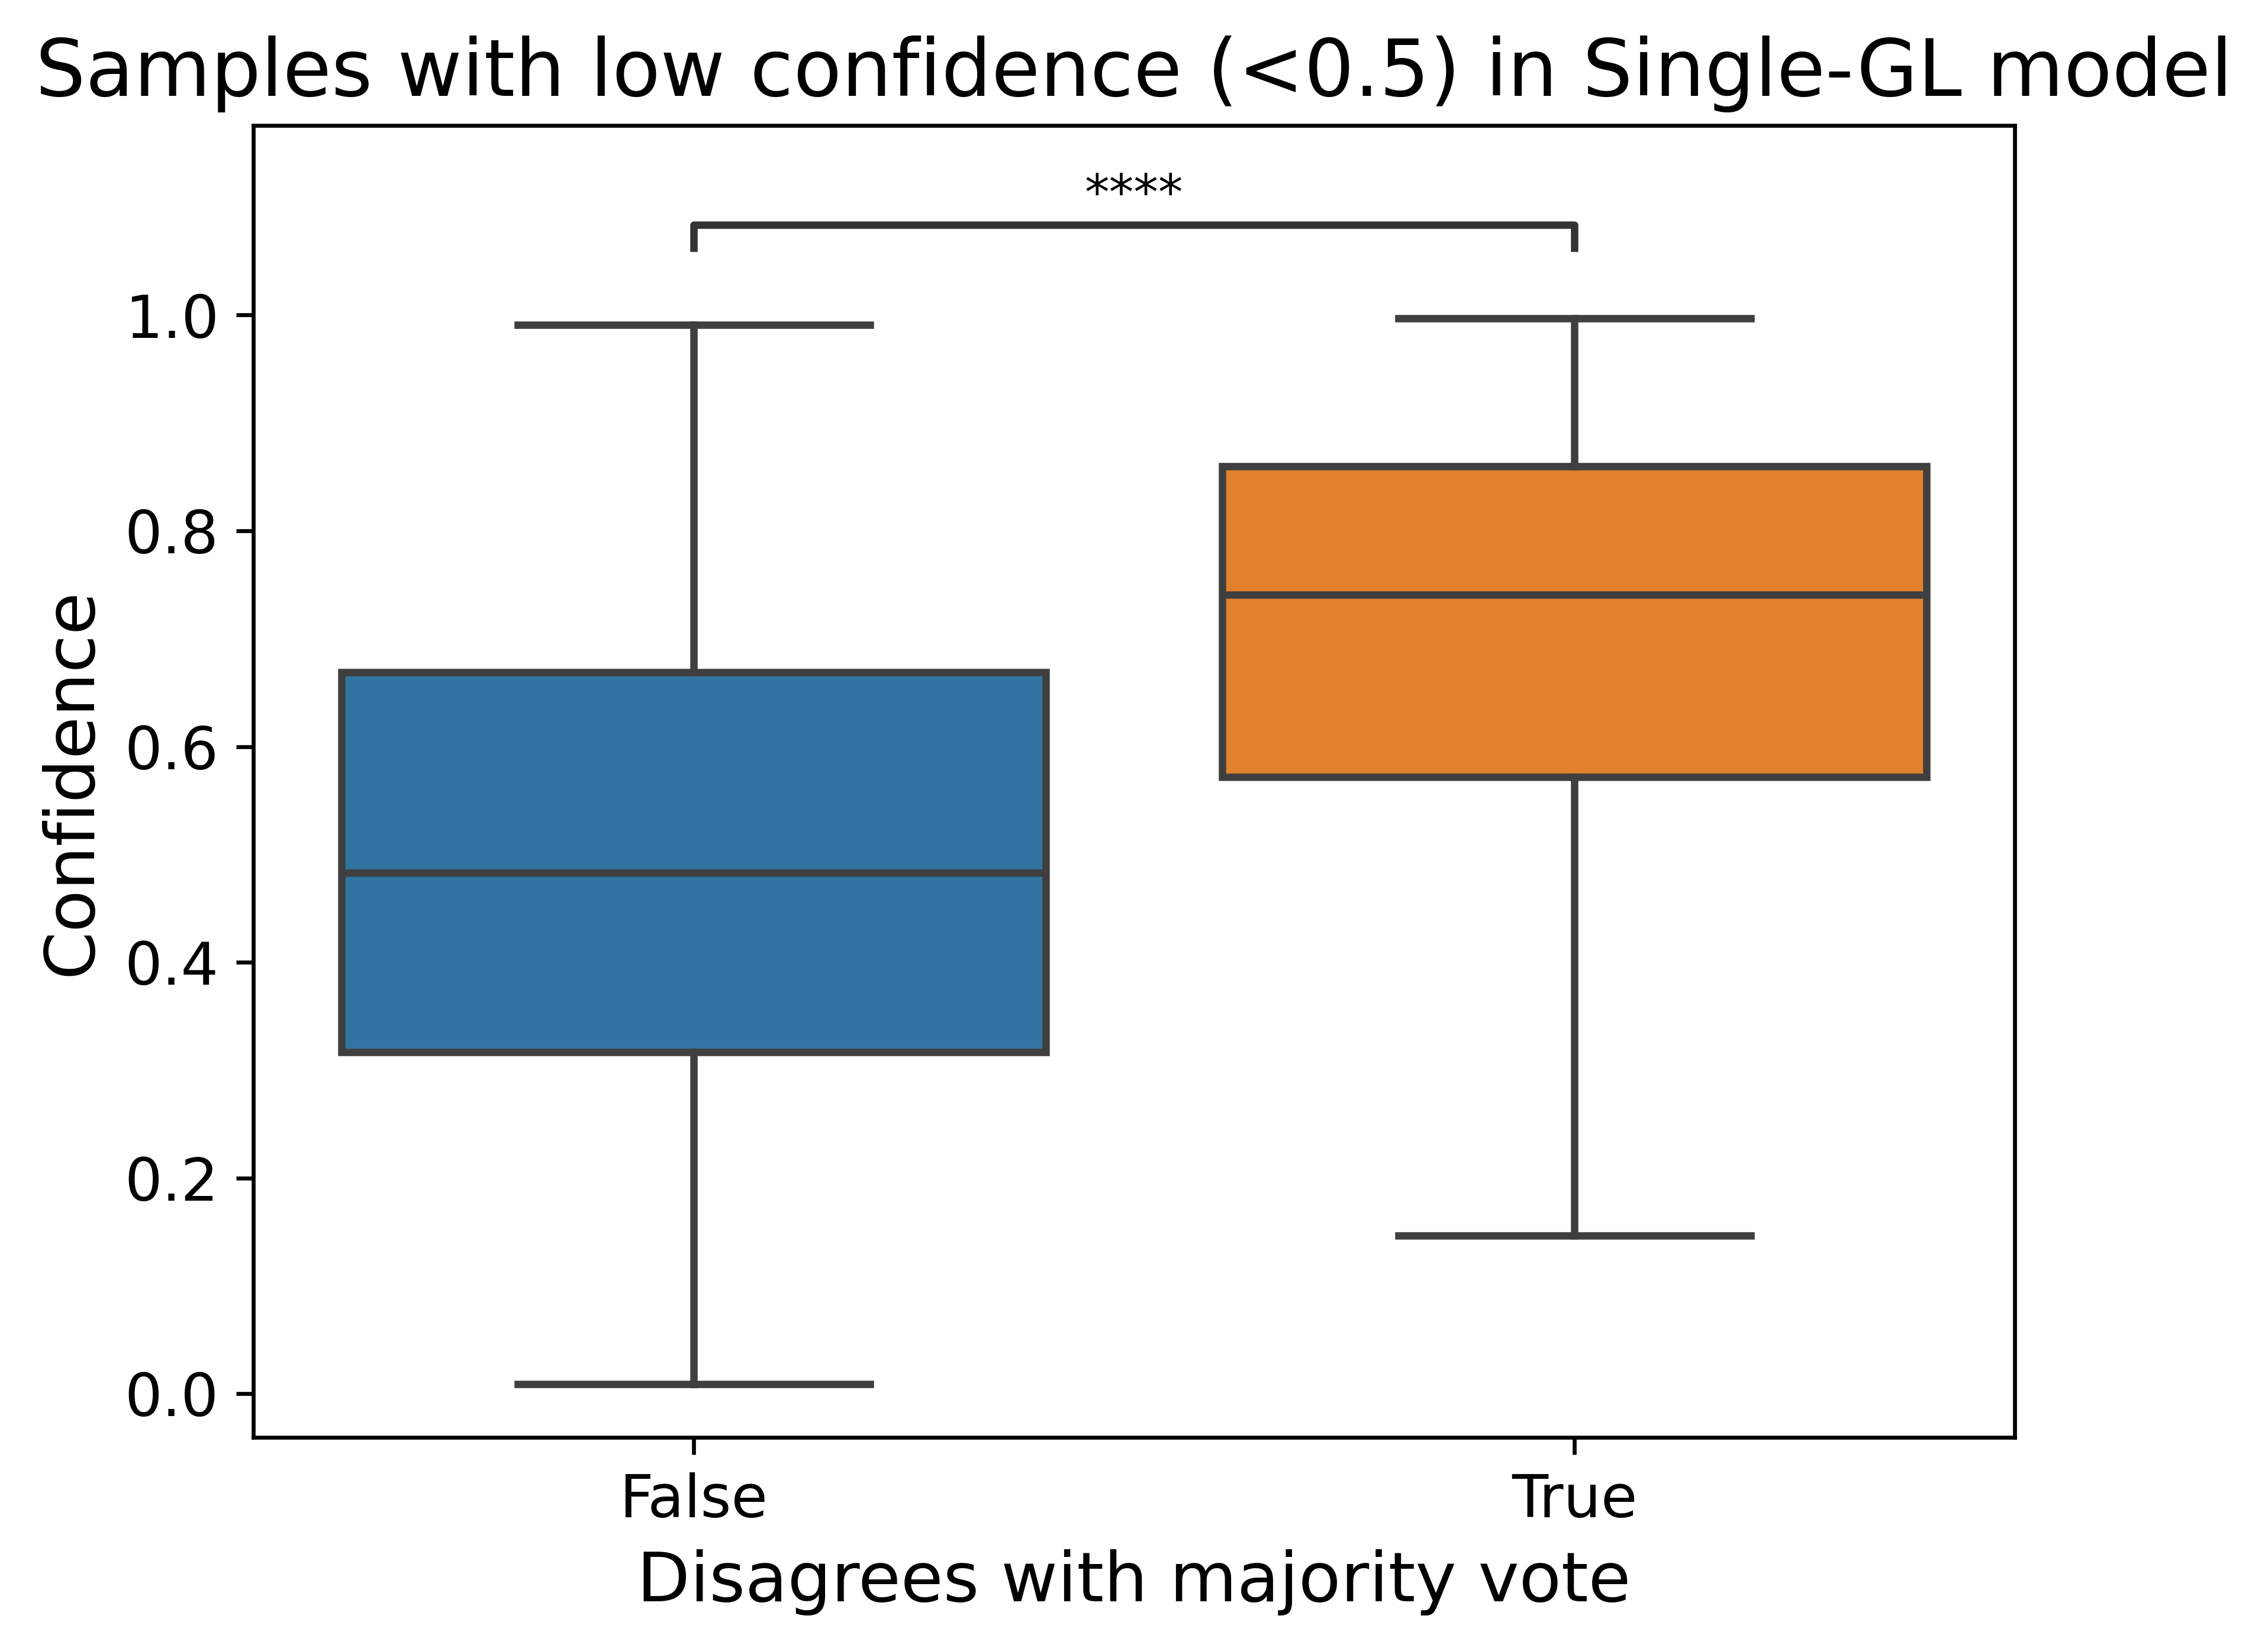 Samples with low confidence (<0.5) in Single-GL model
****
1.0
0.8
0.6
0.4
0.2
0.0
Confidence
False True
Disagrees with majority vote